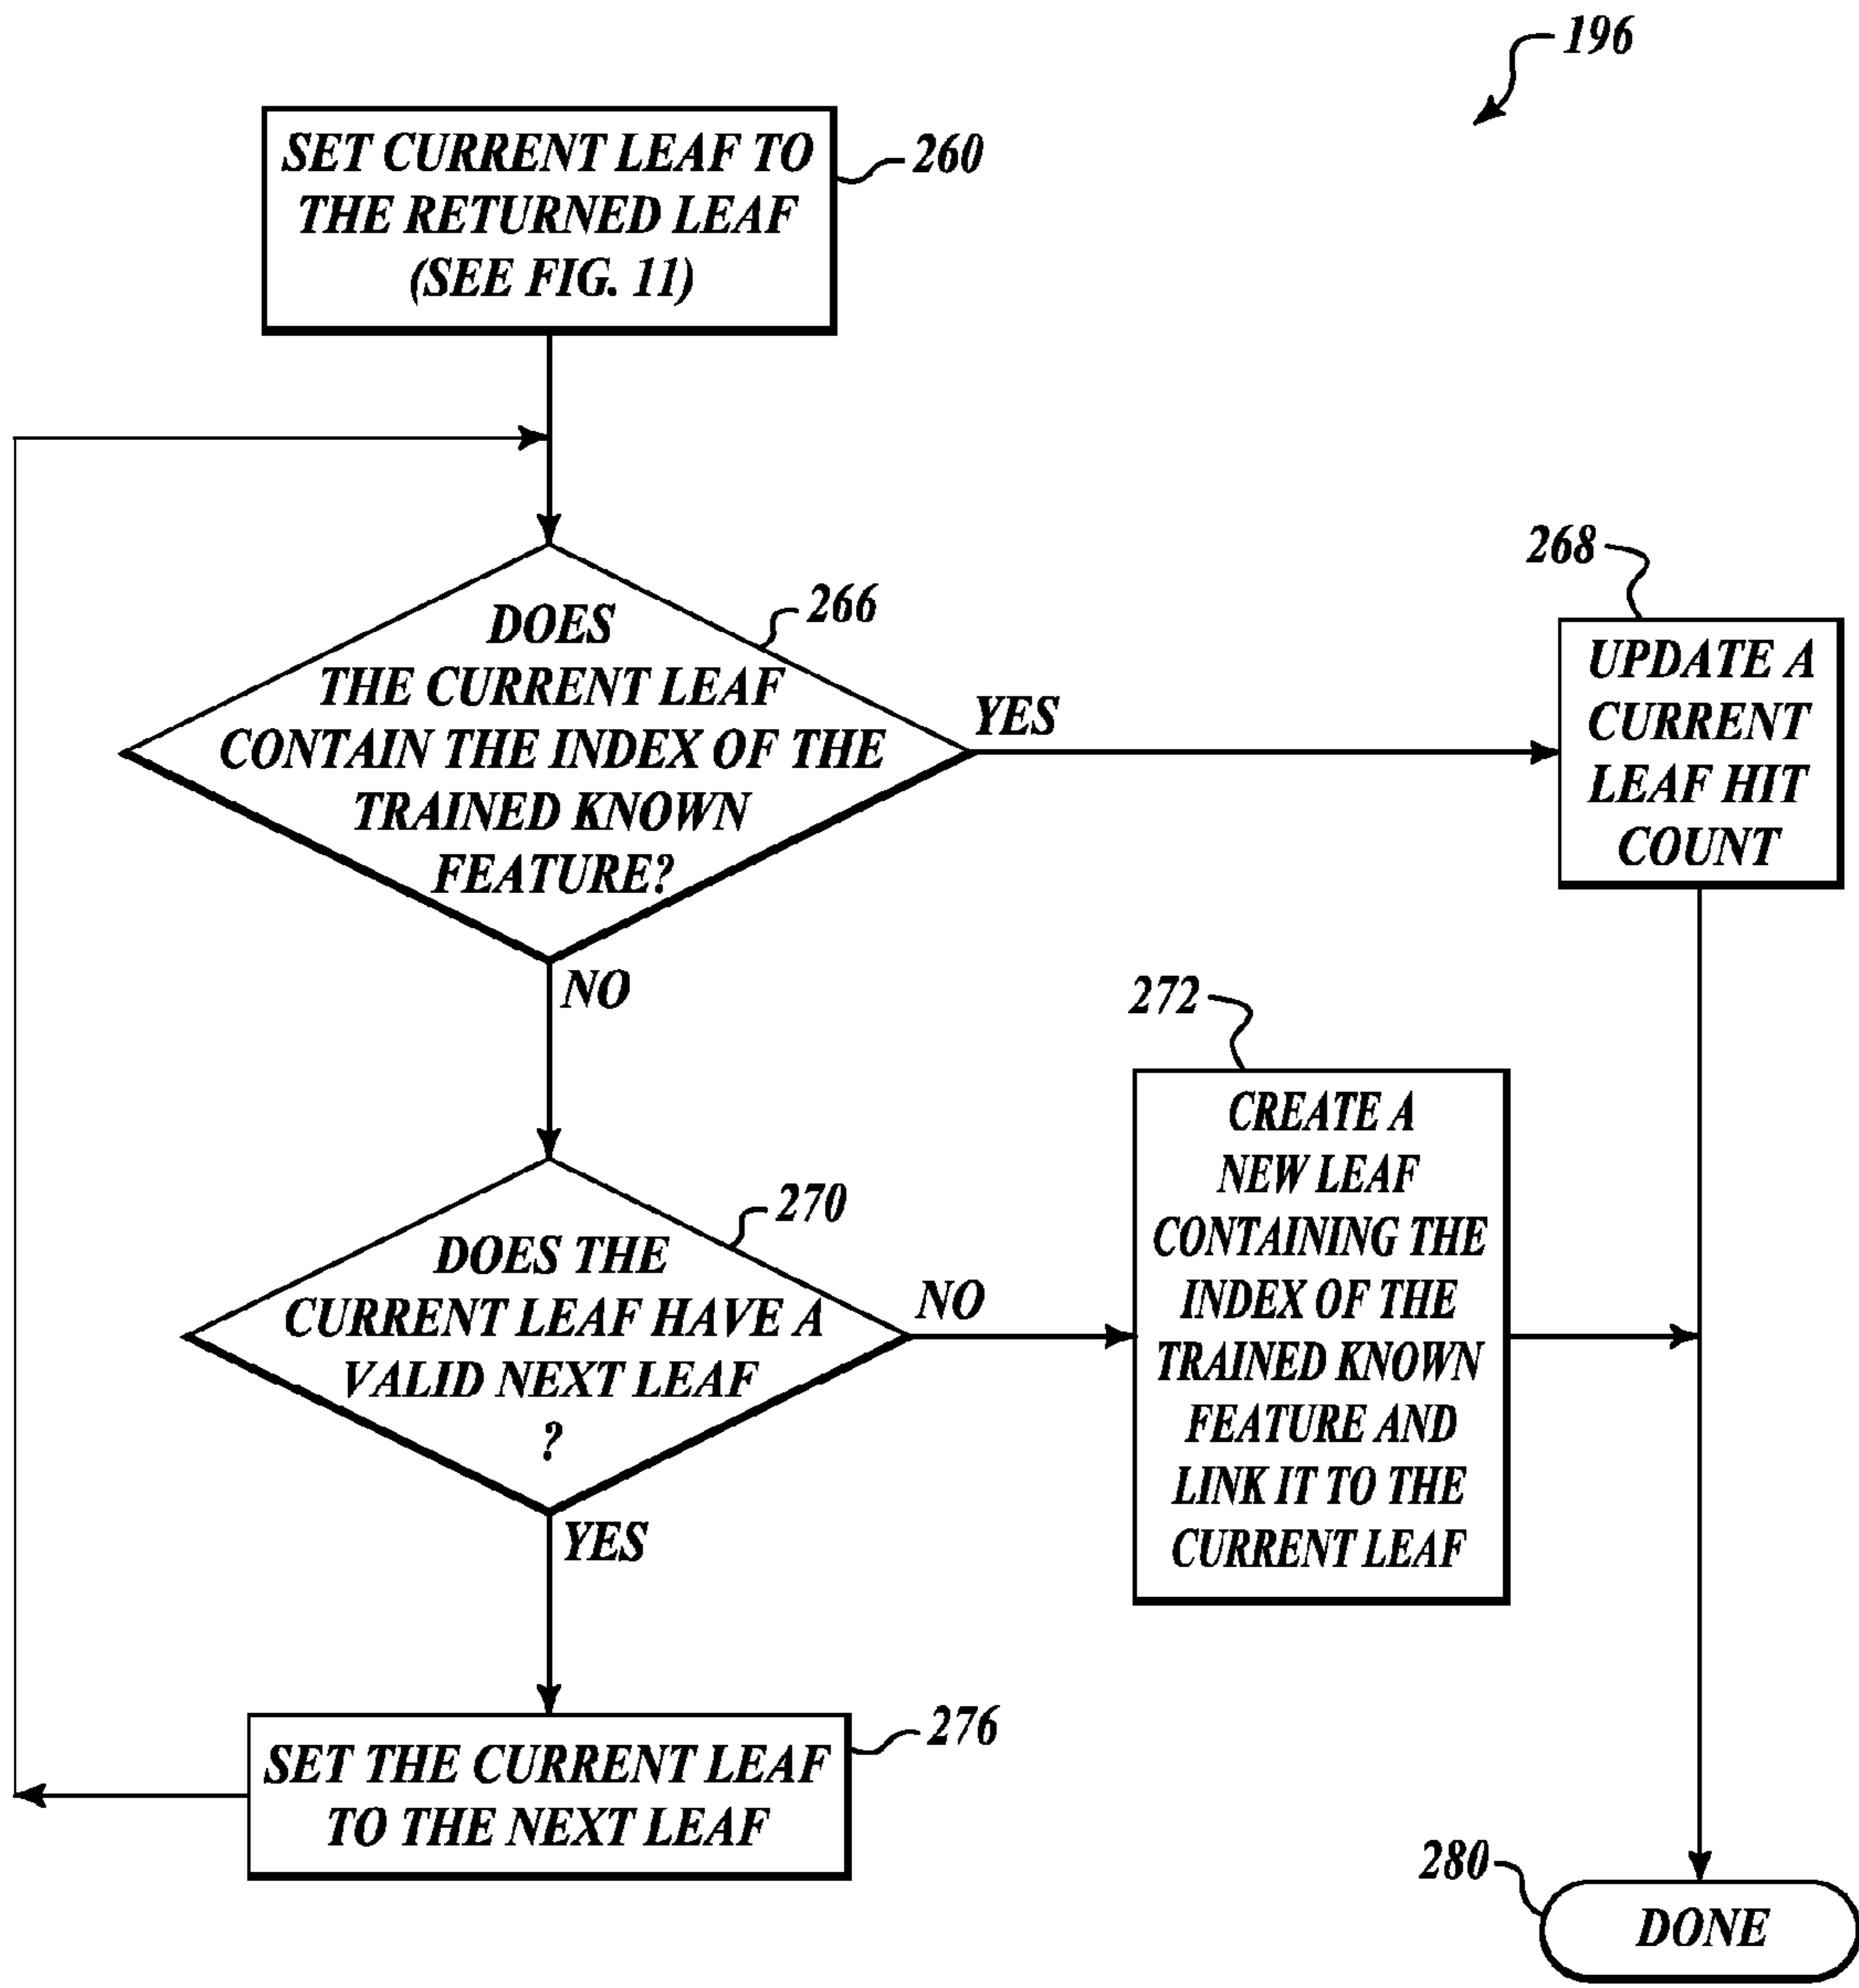 196
SET CURRENT LEAF TO
THE RETURNED LEAF
(SEE FIG. 11)
260
DOES
THE CURRENT LEAF
CONTAIN THE INDEX OF THE
TRAINED KNOWN
FEATURE?
266
YES
268
UPDATE A
CURRENT
LEAF HIT
COUNT
NO
270
DOES THE
CURRENT LEAF HAVE A
VALID NEXT LEAF
?
NO
272
CREATE A
NEW LEAF
CONTAINING THE
INDEX OF THE
TRAINED KNOWN
FEATURE AND
LINK IT TO THE
CURRENT LEAF
YES
276
SET THE CURRENT LEAF
TO THE NEXT LEAF
280
DONE